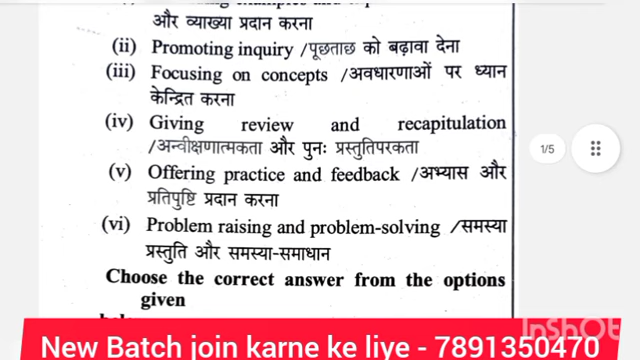 और व्याख्या प्रदान करना
(ii) Promoting inquiry /पूछताछ को बढ़ावा देना
(iii) Focusing on concepts /अवधारणाओं पर ध्यान
केन्द्रित करना
(iv) Giving review and recapitulation
/अन्वीक्षणात्मकता और पुनः प्रस्तुतिपरकता
(v) Offering practice and feedback /अभ्यास और
प्रतिपुष्टि प्रदान करना
(vi) Problem raising and problem-solving /समस्या
प्रस्तुति और समस्या-समाधान
Choose the correct answer from the options
given
1/5
InShOt
New Batch join karne ke liye - 7891350470